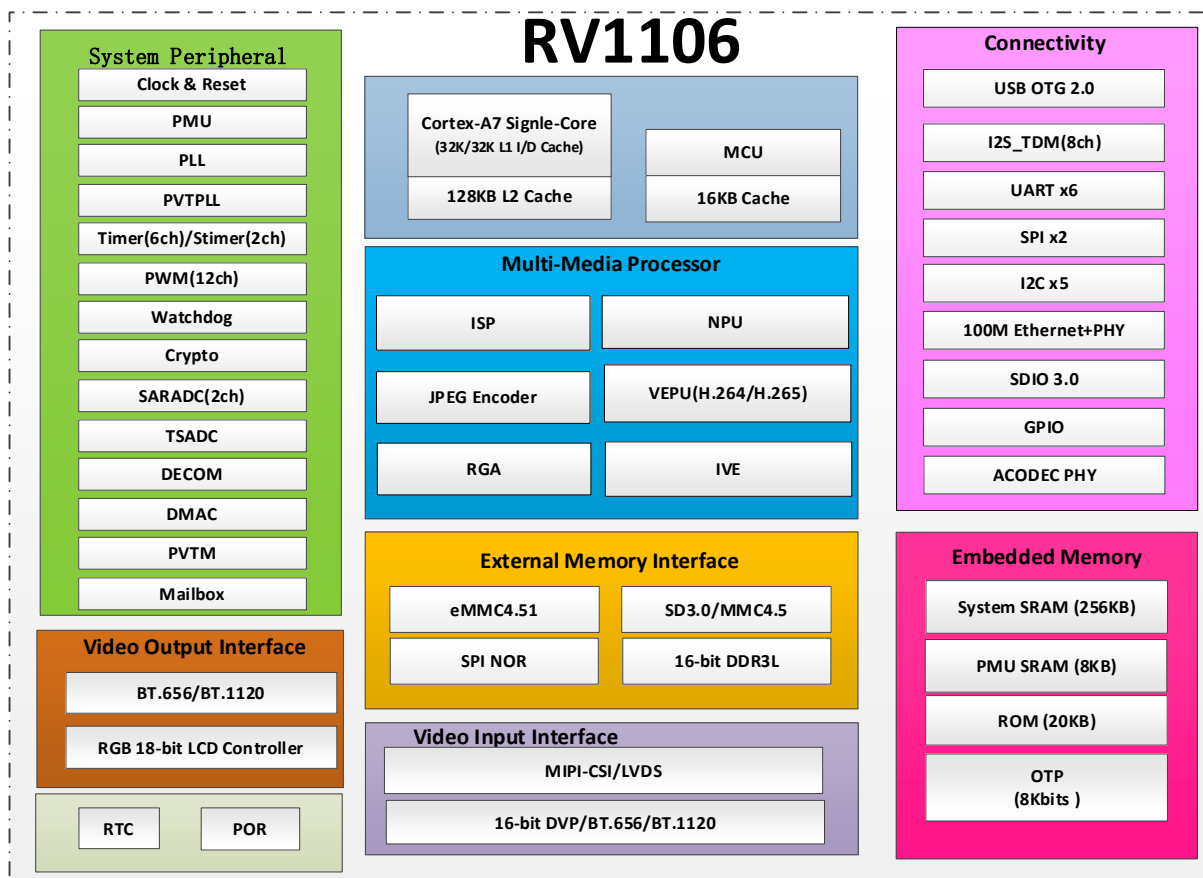 RV1106
System Peripheral
Clock & Reset
PMU
PLL
PVTPLL
Timer(6ch)/Stimer(2ch)
PWM(12ch)
Watchdog
Crypto
SARADC(2ch)
TSADC
DECOM
DMAC
PVTM
Mailbox
Video Output Interface
BT.656/BT.1120
RGB 18-bit LCD Controller
RTC
POR
Cortex-A7 Signle-Core
(32K/32K L1 I/D Cache)
128KB L2 Cache
MCU
16KB Cache
Multi-Media Processor
ISP
NPU
JPEG Encoder
VEPU(H.264/H.265)
RGA
IVE
External Memory Interface
eMMC4.51
SD3.0/MMC4.5
SPI NOR
16-bit DDR3L
Video Input Interface
MIPI-CSI/LVDS
16-bit DVP/BT.656/BT.1120
Connectivity
USB OTG 2.0
I2S_TDM(8ch)
UART x6
SPI x2
I2C x5
100M Ethernet+PHY
SDIO 3.0
GPIO
ACODEC PHY
Embedded Memory
System SRAM (256KB)
PMU SRAM (8KB)
ROM (20KB)
OTP
(8Kbits )